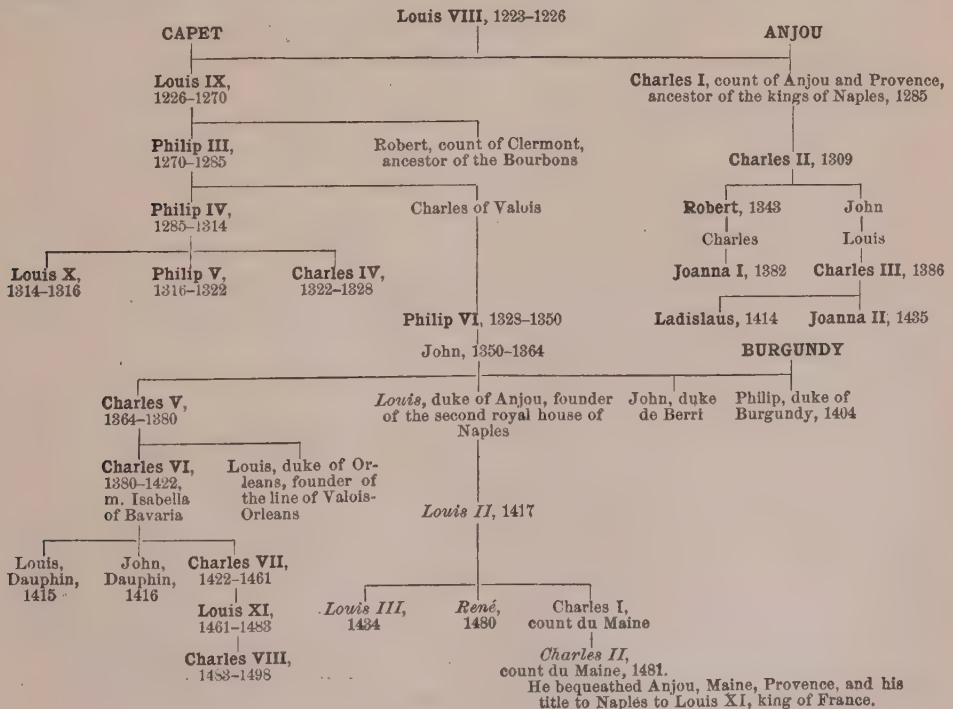 Louis VIII, 1223–1226
CAPET
ANJOU
Louis IX,
1226–1270
Charles I, count of Anjou and Provence,
ancestor of the kings of Naples, 1285
Philip III,
1270–1285
Robert, count of Clermont,
ancestor of the Bourbons
Charles II, 1309
Philip IV,
1285–1314
Charles of Valois
Robert, 1343
John
Charles
Louis
Louis X,
1314–1316
Philip V,
1316–1322
Charles IV,
1322–1328
Joanna I, 1382
Charles III, 1386
Philip VI, 1328–1350
Ladislaus, 1414
Joanna II, 1435
John, 1350–1364
BURGUNDY
Charles V,
1364–1380
Louis, duke of Anjou, founder
of the second royal house of
Naples
John, duke
de Berri
Philip, duke of
Burgundy, 1404
Charles VI,
1380–1422,
m. Isabella
of Bavaria
Louis, duke of Or-
leans, founder of
the line of Valois-
Orleans
Louis II, 1417
Louis,
Dauphin,
1415
John,
Dauphin,
1416
Charles VII,
1422–1461
Louis XI,
1461–1483
Charles VIII,
1483–1498
Louis III,
1434
René,
1480
Charles I,
count du Maine
Charles II,
count du Maine, 1481.
He bequeathed Anjou, Maine, Provence, and his
title to Naples to Louis XI, king of France.